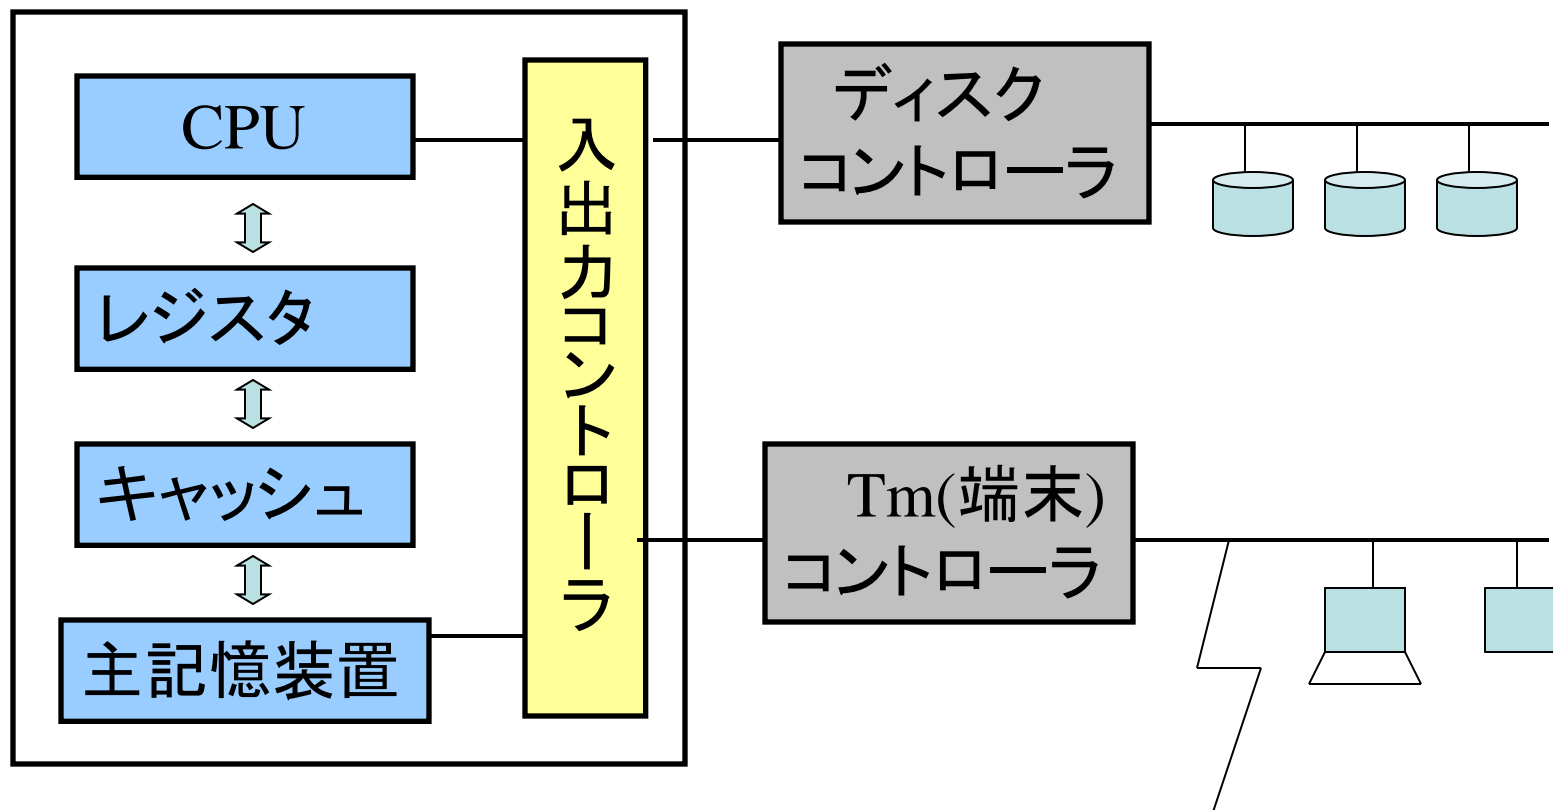 CPU
レジスタ
キャッシュ
主記憶装置
入出力コントローラ
ディスク
コントローラ
Tm(端末)
コントローラ